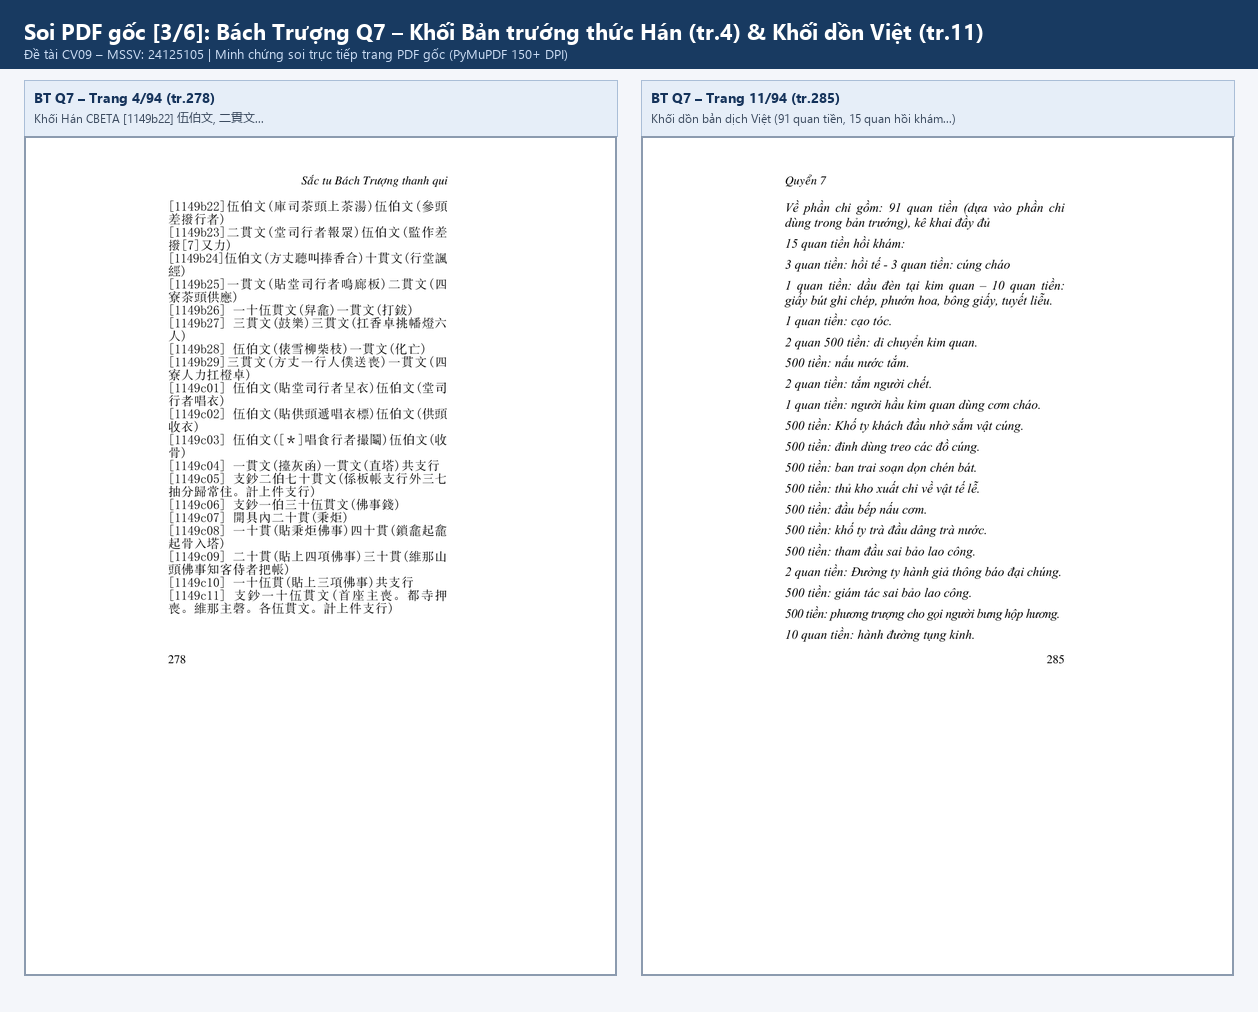 Soi PDF gốc [3/6]: Bách Trượng Q7 – Khối Bản trướng thức Hán (tr.4) & Khối dồn Việt (tr.11)
Đề tài CV09 – MSSV: 24125105 | Minh chứng soi trực tiếp trang PDF gốc (PyMuPDF 150+ DPI)
BT Q7 – Trang 4/94 (tr.278)
Khối Hán CBETA [1149b22] 伍伯文, 二貫文...
Sắc tu Bách Trượng thanh qui
[1149b22]伍伯文(庫司茶頭上茶湯)伍伯文(參頭
差撥行者)
[1149b23]二貫文(堂司行者報眾)伍伯文(監作差
撥[7]又力)
[1149b24]伍伯文(方丈聽叫捧香合)十貫文(行堂諷
經)
[1149b25]一貫文(貼堂司行者鳴廊板)二貫文(四
寮茶頭供應)
[1149b26] 一十伍貫文(舁龕)一貫文(打鈸)
[1149b27] 三貫文(鼓樂)三貫文(扛香卓挑幡燈六
人)
[1149b28] 伍伯文(俵雪柳柴枝)一貫文(化亡)
[1149b29]三貫文(方丈一行人僕送喪)一貫文(四
寮人力扛橙卓)
[1149c01] 伍伯文(貼堂司行者呈衣)伍伯文(堂司
行者唱衣)
[1149c02] 伍伯文(貼供頭遞唱衣標)伍伯文(供頭
收衣)
[1149c03] 伍伯文([＊]唱食行者撮鬮)伍伯文(收
骨)
[1149c04] 一貫文(擡灰函)一貫文(直塔)共支行
[1149c05] 支鈔二伯七十貫文(係板帳支行外三七
抽分歸常住。計上件支行)
[1149c06] 支鈔一伯三十伍貫文(佛事錢)
[1149c07] 開具內二十貫(秉炬)
[1149c08] 一十貫(貼秉炬佛事)四十貫(鎖龕起龕
起骨入塔)
[1149c09] 二十貫(貼上四項佛事)三十貫(維那山
頭佛事知客侍者把帳)
[1149c10] 一十伍貫(貼上三項佛事)共支行
[1149c11] 支鈔一十伍貫文(首座主喪。都寺押
喪。維那主磬。各伍貫文。計上件支行)
278
BT Q7 – Trang 11/94 (tr.285)
Khối dồn bản dịch Việt (91 quan tiền, 15 quan hồi khám...)
Quyển 7
Về phần chi gồm: 91 quan tiền (dựa vào phần chi
dùng trong bản trướng), kê khai đầy đủ
15 quan tiền hồi khám:
3 quan tiền: hồi tế - 3 quan tiền: cúng cháo
1 quan tiền: dầu đèn tại kim quan – 10 quan tiền:
giấy bút ghi chép, phướn hoa, bông giấy, tuyết liễu.
1 quan tiền: cạo tóc.
2 quan 500 tiền: di chuyển kim quan.
500 tiền: nấu nước tắm.
2 quan tiền: tắm người chết.
1 quan tiền: người hầu kim quan dùng cơm cháo.
500 tiền: Khố ty khách đầu nhờ sắm vật cúng.
500 tiền: đinh dùng treo các đồ cúng.
500 tiền: ban trai soạn dọn chén bát.
500 tiền: thủ kho xuất chi về vật tế lễ.
500 tiền: đầu bếp nấu cơm.
500 tiền: khố ty trà đầu dâng trà nước.
500 tiền: tham đầu sai bảo lao công.
2 quan tiền: Đường ty hành giả thông báo đại chúng.
500 tiền: giám tác sai bảo lao công.
500 tiền: phương trượng cho gọi người bưng hộp hương.
10 quan tiền: hành đường tụng kinh.
285